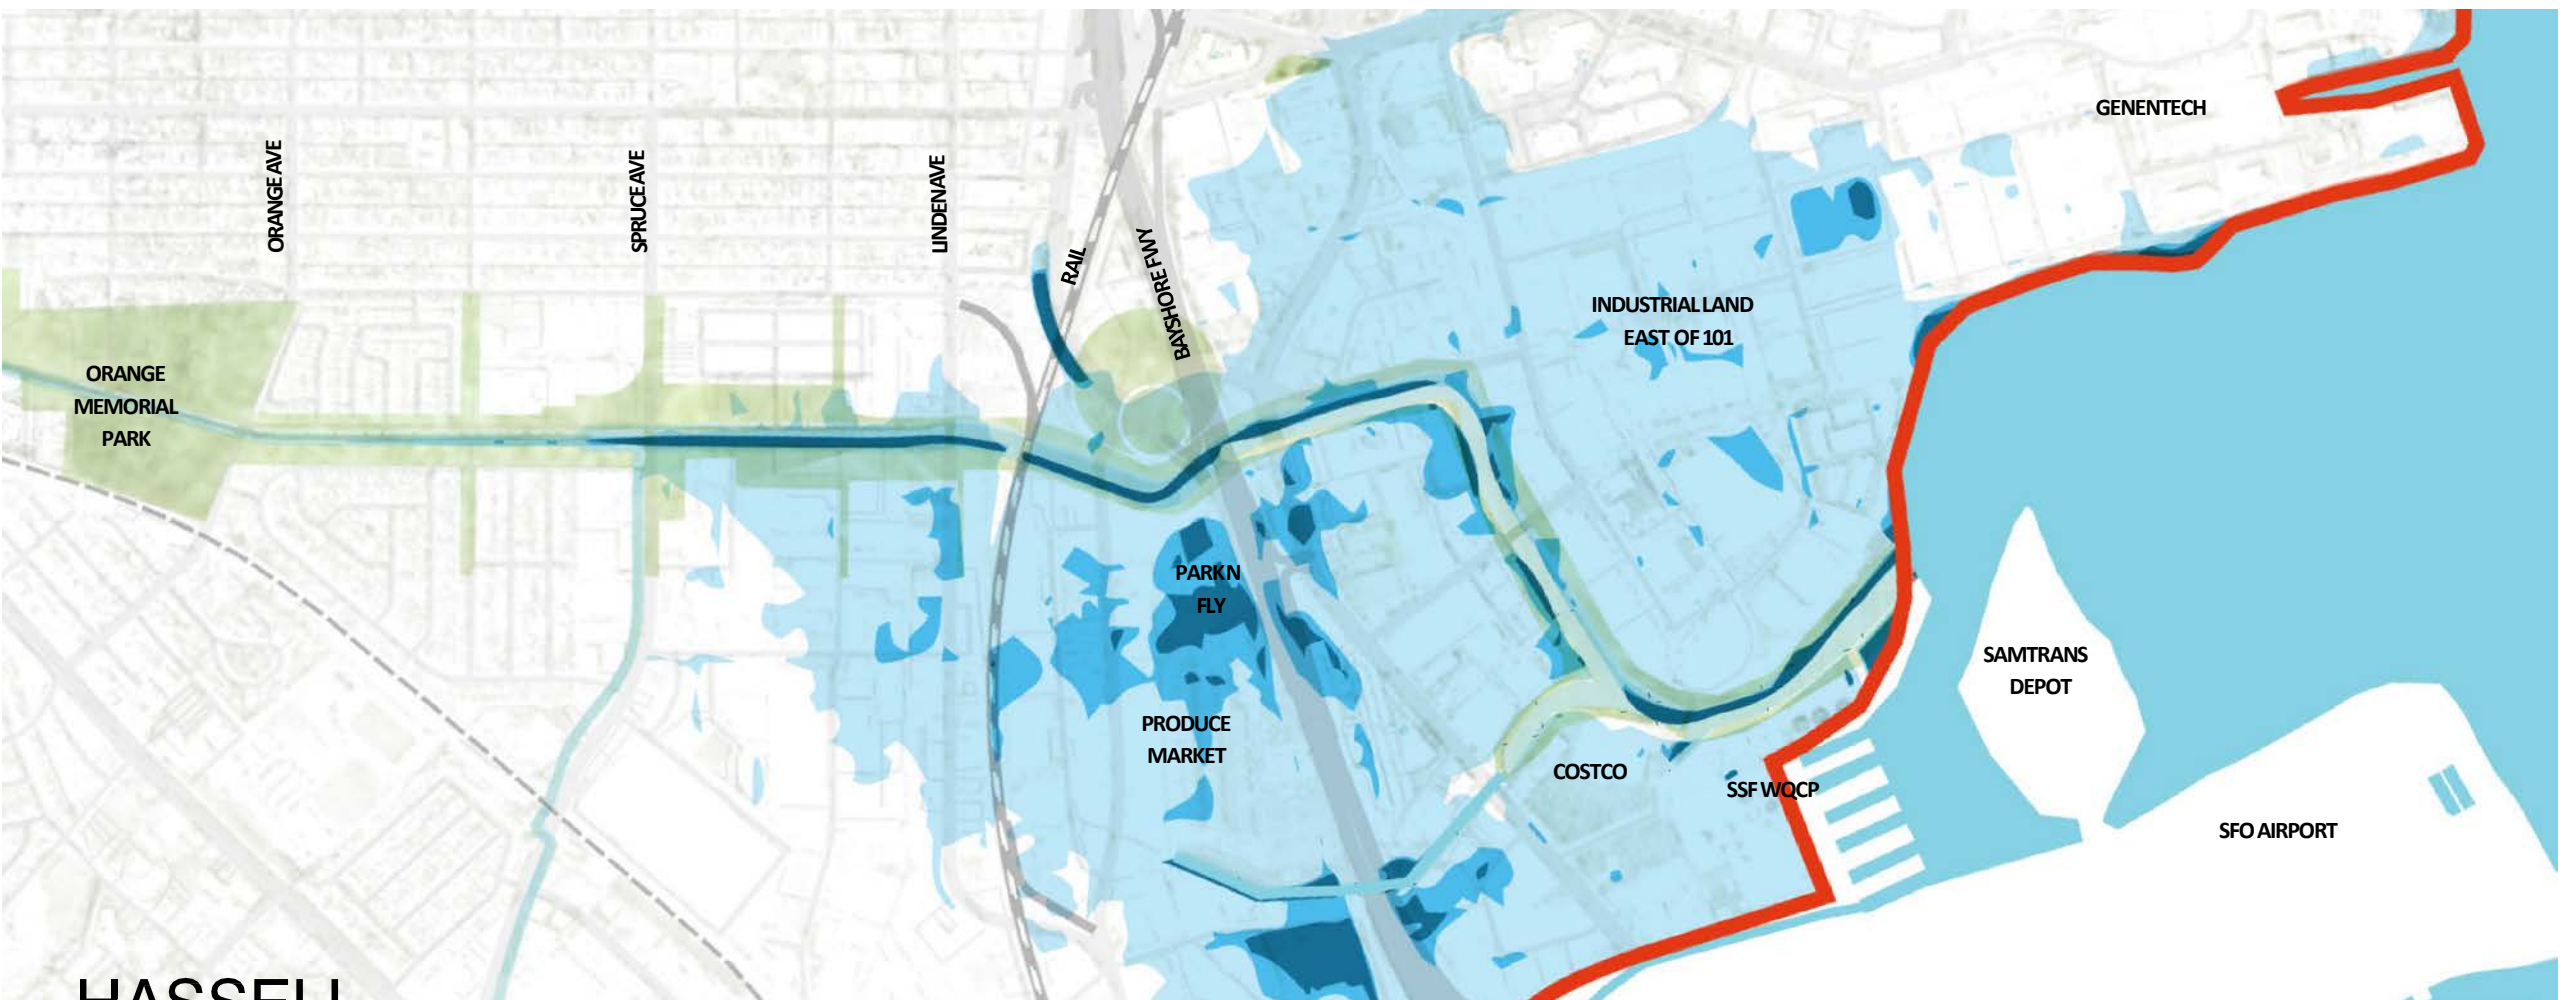 GENENTECH
ORANGE AVE
SPRUCE AVE
LINDEN AVE
RAIL
BAYSHORE FWY
INDUSTRIAL LAND
EAST OF 101
ORANGE
MEMORIAL
PARK
PARK N
FLY
SAMTRANS
DEPOT
PRODUCE
MARKET
COSTCO
SSF WQCP
SFO AIRPORT